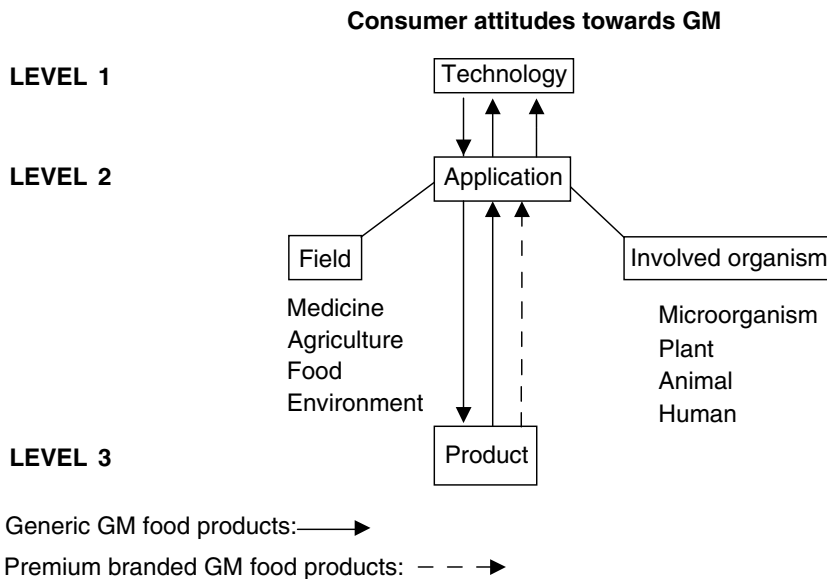 Consumer attitudes towards GM
LEVEL 1
Technology
LEVEL 2
Application
Field
Involved organism
Medicine
Agriculture
Food
Environment
Microorganism
Plant
Animal
Human
LEVEL 3
Product
Generic GM food products:
Premium branded GM food products: